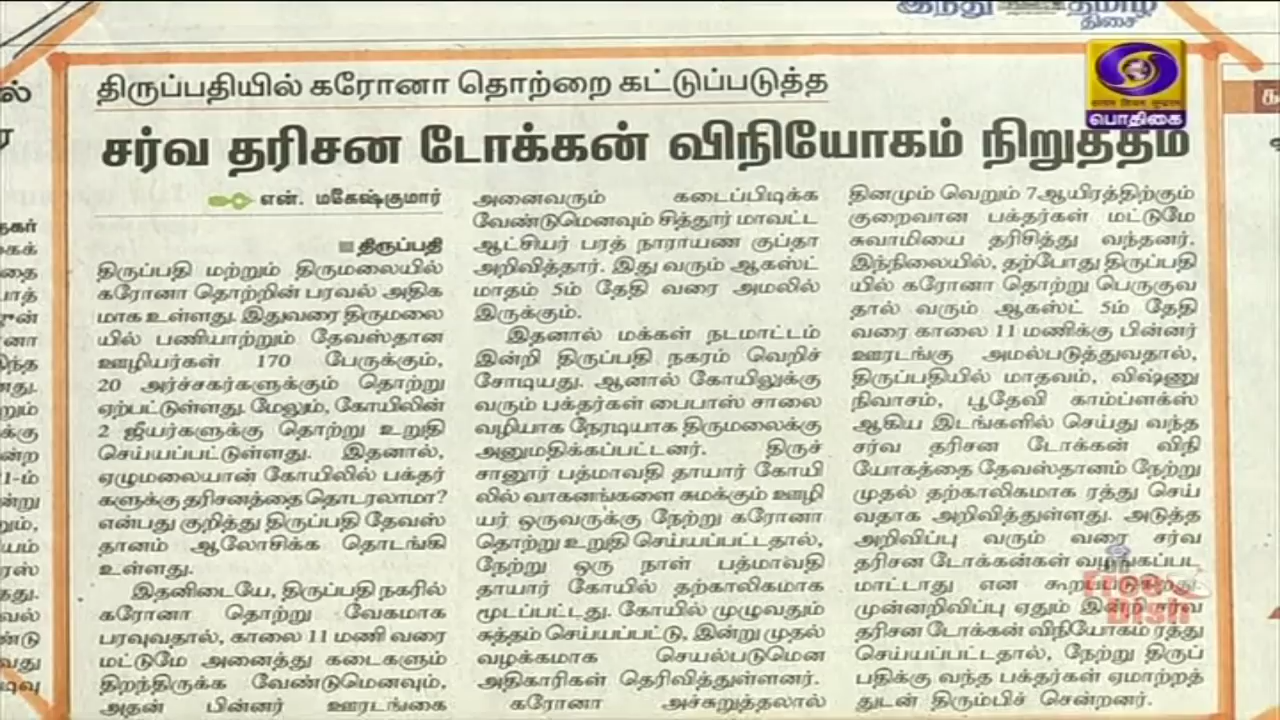 இந்து தமிழ்
திசை
பொதிகை
திருப்பதியில் கரோனா தொற்றை கட்டுப்படுத்த
சர்வ தரிசன டோக்கன் விநியோகம் நிறுத்தம்
என். மகேஷ்குமார்
திருப்பதி
திருப்பதி மற்றும் திருமலையில்
கரோனா தொற்றின் பரவல் அதிக
மாக உள்ளது. இதுவரை திருமலை
யில் பணியாற்றும் தேவஸ்தான
ஊழியர்கள் 170 பேருக்கும்,
20 அர்ச்சகர்களுக்கும் தொற்று
ஏற்பட்டுள்ளது. மேலும், கோயிலின்
2 ஜீயர்களுக்கு தொற்று உறுதி
செய்யப்பட்டுள்ளது. இதனால்,
ஏழுமலையான் கோயிலில் பக்தர்
களுக்கு தரிசனத்தை தொடரலாமா?
என்பது குறித்து திருப்பதி தேவஸ்
தானம் ஆலோசிக்க தொடங்கி
உள்ளது.
இதனிடையே, திருப்பதி நகரில்
கரோனா தொற்று வேகமாக
பரவுவதால், காலை 11 மணி வரை
மட்டுமே அனைத்து கடைகளும்
திறந்திருக்க வேண்டுமெனவும்,
அதன் பின்னர் ஊரடங்கை
அனைவரும் கடைப்பிடிக்க
வேண்டுமெனவும் சித்தூர் மாவட்ட
ஆட்சியர் பரத் நாராயண குப்தா
அறிவித்தார். இது வரும் ஆகஸ்ட்
மாதம் 5ம் தேதி வரை அமலில்
இருக்கும்.
இதனால் மக்கள் நடமாட்டம்
இன்றி திருப்பதி நகரம் வெறிச்
சோடியது. ஆனால் கோயிலுக்கு
வரும் பக்தர்கள் பைபாஸ் சாலை
வழியாக நேரடியாக திருமலைக்கு
அனுமதிக்கப்பட்டனர். திருச்
சானூர் பத்மாவதி தாயார் கோயி
லில் வாகனங்களை சுமக்கும் ஊழி
யர் ஒருவருக்கு நேற்று கரோனா
தொற்று உறுதி செய்யப்பட்டதால்,
நேற்று ஒரு நாள் பத்மாவதி
தாயார் கோயில் தற்காலிகமாக
மூடப்பட்டது. கோயில் முழுவதும்
சுத்தம் செய்யப்பட்டு, இன்று முதல்
வழக்கமாக செயல்படுமென
அதிகாரிகள் தெரிவித்துள்ளனர்.
கரோனா அச்சுறுத்தலால்
தினமும் வெறும் 7ஆயிரத்திற்கும்
குறைவான பக்தர்கள் மட்டுமே
சுவாமியை தரிசித்து வந்தனர்.
இந்நிலையில், தற்போது திருப்பதி
யில் கரோனா தொற்று பெருகுவ
தால் வரும் ஆகஸ்ட் 5ம் தேதி
வரை காலை 11 மணிக்கு பின்னர்
ஊரடங்கு அமல்படுத்துவதால்,
திருப்பதியில் மாதவம், விஷ்ணு
நிவாசம், பூதேவி காம்ப்ளக்ஸ்
ஆகிய இடங்களில் செய்து வந்த
சர்வ தரிசன டோக்கன் விநி
யோகத்தை தேவஸ்தானம் நேற்று
முதல் தற்காலிகமாக ரத்து செய்
வதாக அறிவித்துள்ளது. அடுத்த
அறிவிப்பு வரும் வரை சர்வ
தரிசன டோக்கன்கள் வழங்கப்பட
மாட்டாது என கூறப்படுகிறது.
முன்னறிவிப்பு ஏதும் இன்றி சர்வ
தரிசன டோக்கன் விநியோகம் ரத்து
செய்யப்பட்டதால், நேற்று திருப்
பதிக்கு வந்த பக்தர்கள் ஏமாற்றத்
துடன் திரும்பிச் சென்றனர்.
free
Dish